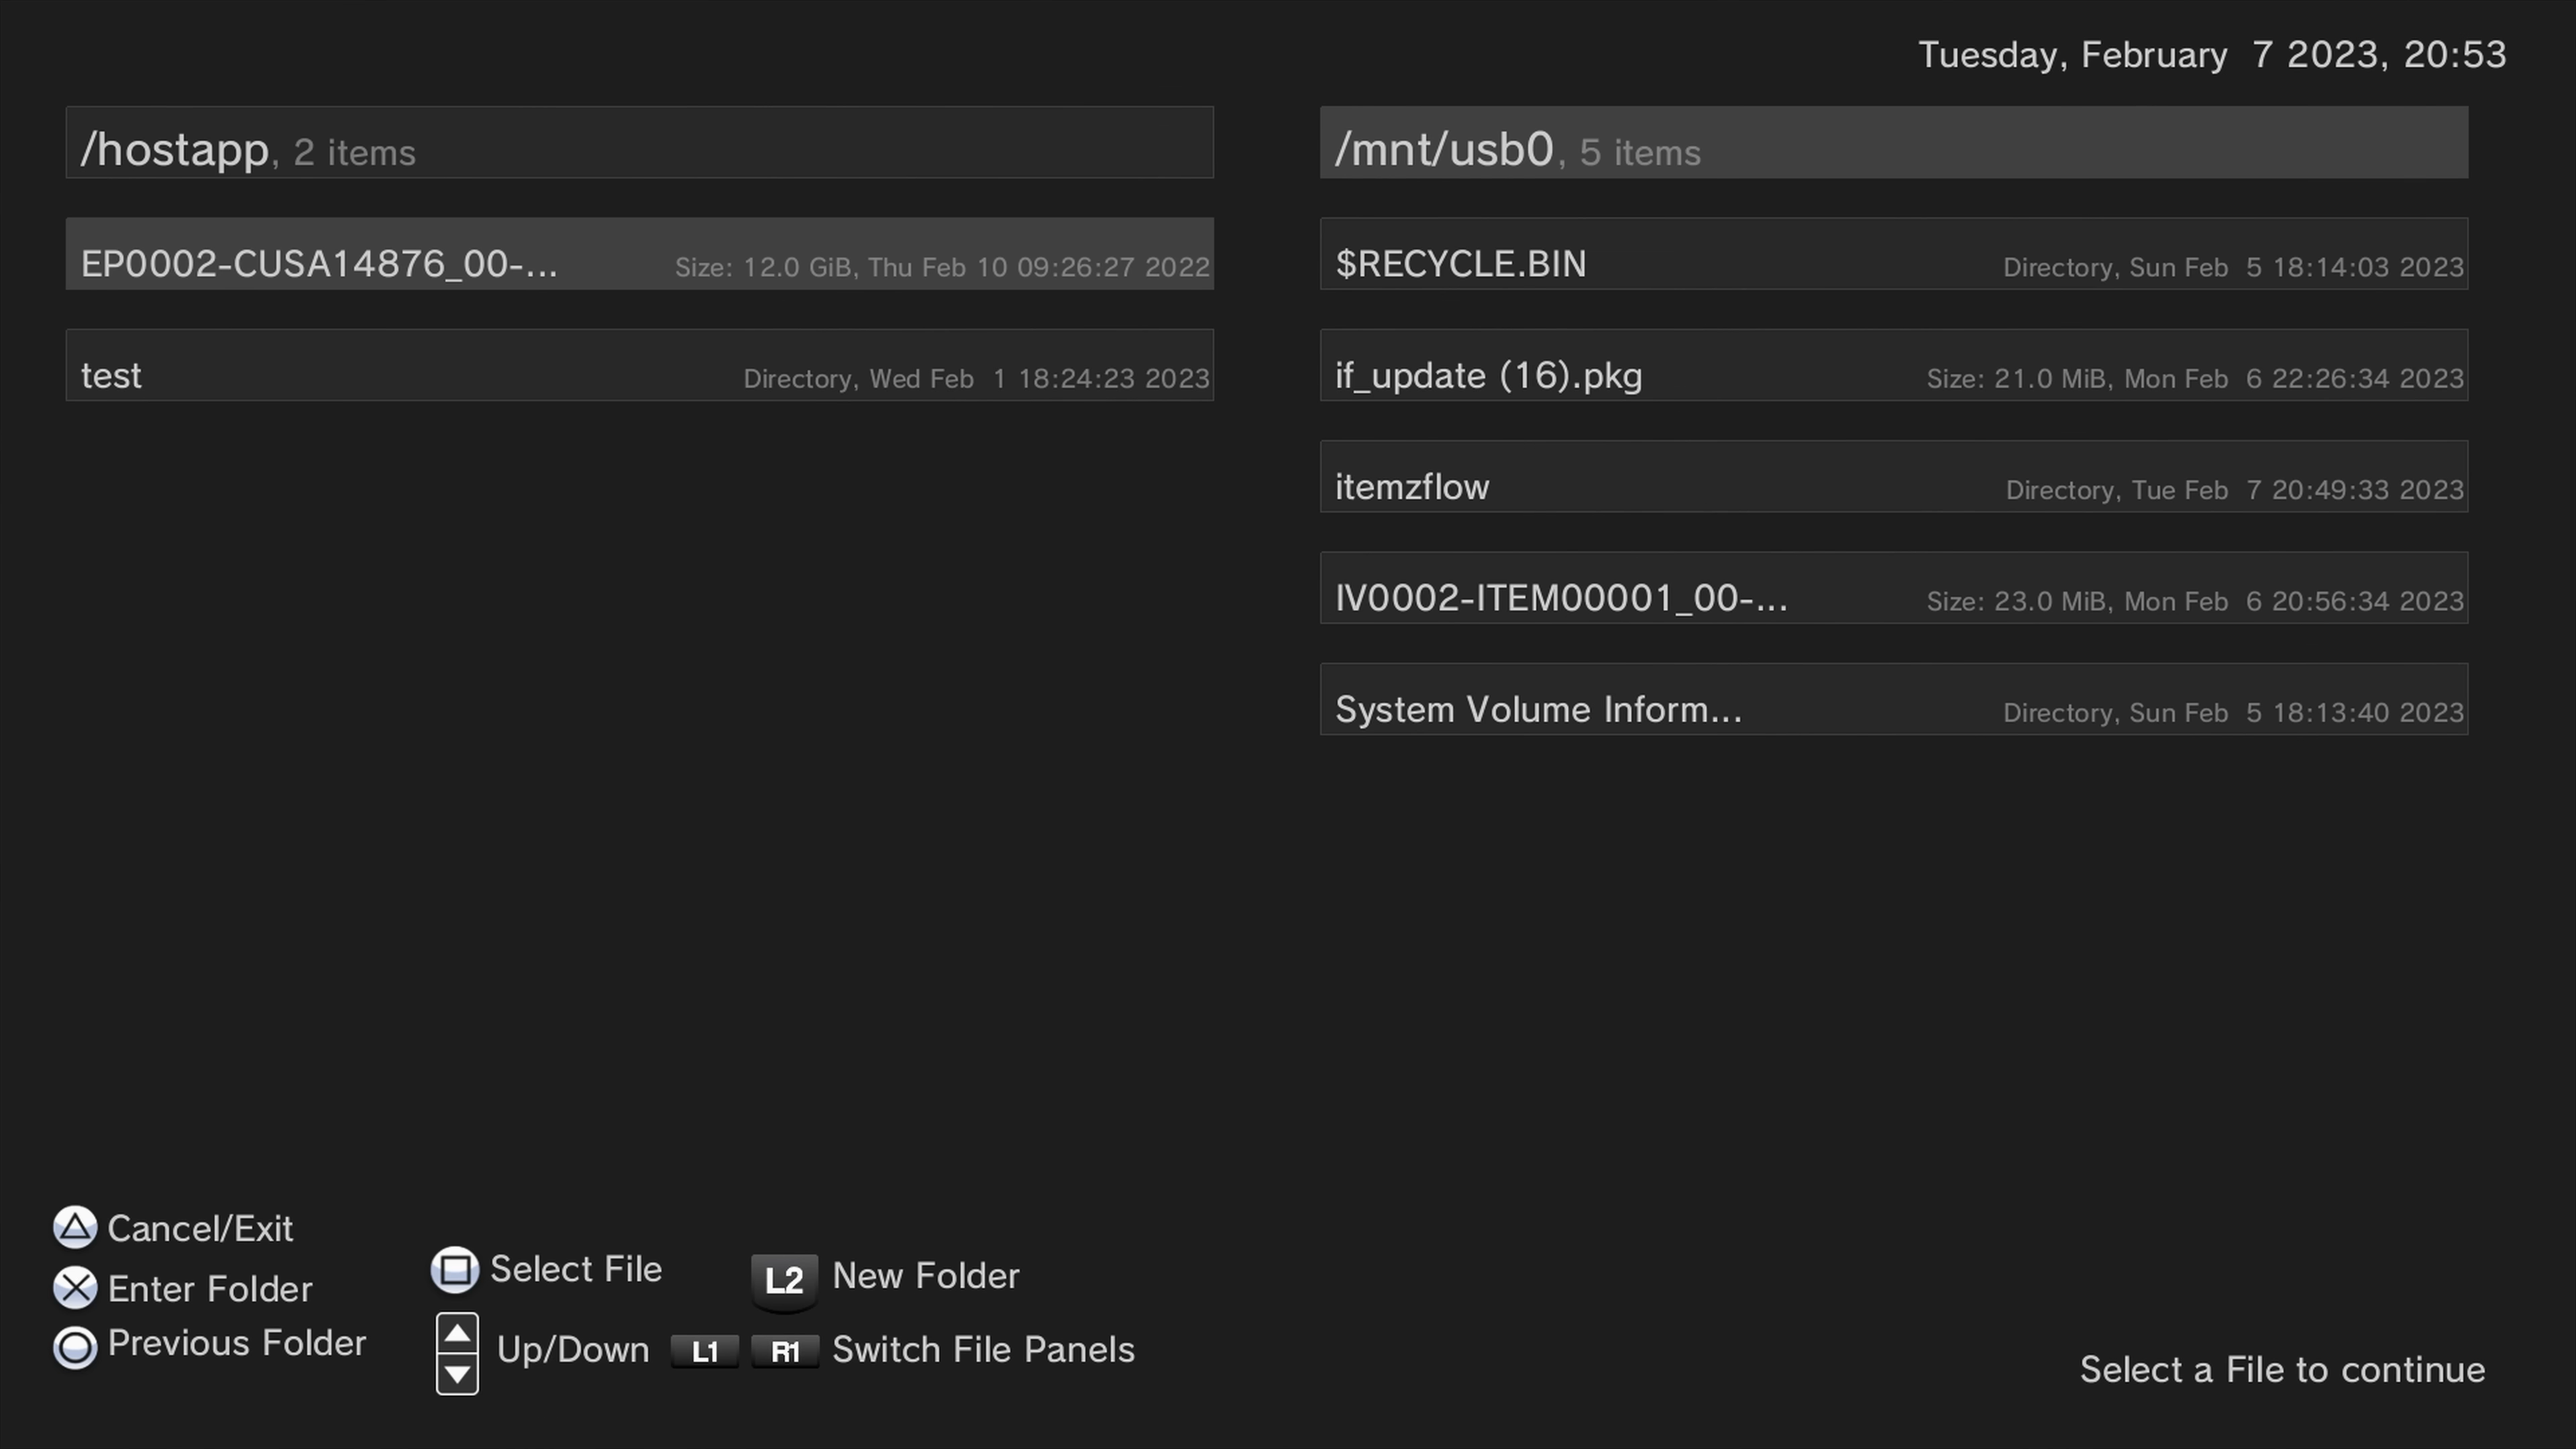 Tuesday, February 7 2023, 20:53
/hostapp, 2 items
EP0002-CUSA14876_00-... Size: 12.0 GiB, Thu Feb 10 09:26:27 2022
test Directory, Wed Feb 1 18:24:23 2023
/mnt/usb0, 5 items
$RECYCLE.BIN Directory, Sun Feb 5 18:14:03 2023
if_update (16).pkg Size: 21.0 MiB, Mon Feb 6 22:26:34 2023
itemzflow Directory, Tue Feb 7 20:49:33 2023
IV0002-ITEM00001_00-... Size: 23.0 MiB, Mon Feb 6 20:56:34 2023
System Volume Inform... Directory, Sun Feb 5 18:13:40 2023
Cancel/Exit
Enter Folder
Previous Folder
Select File
L2 New Folder
Up/Down
L1 R1 Switch File Panels
Select a File to continue